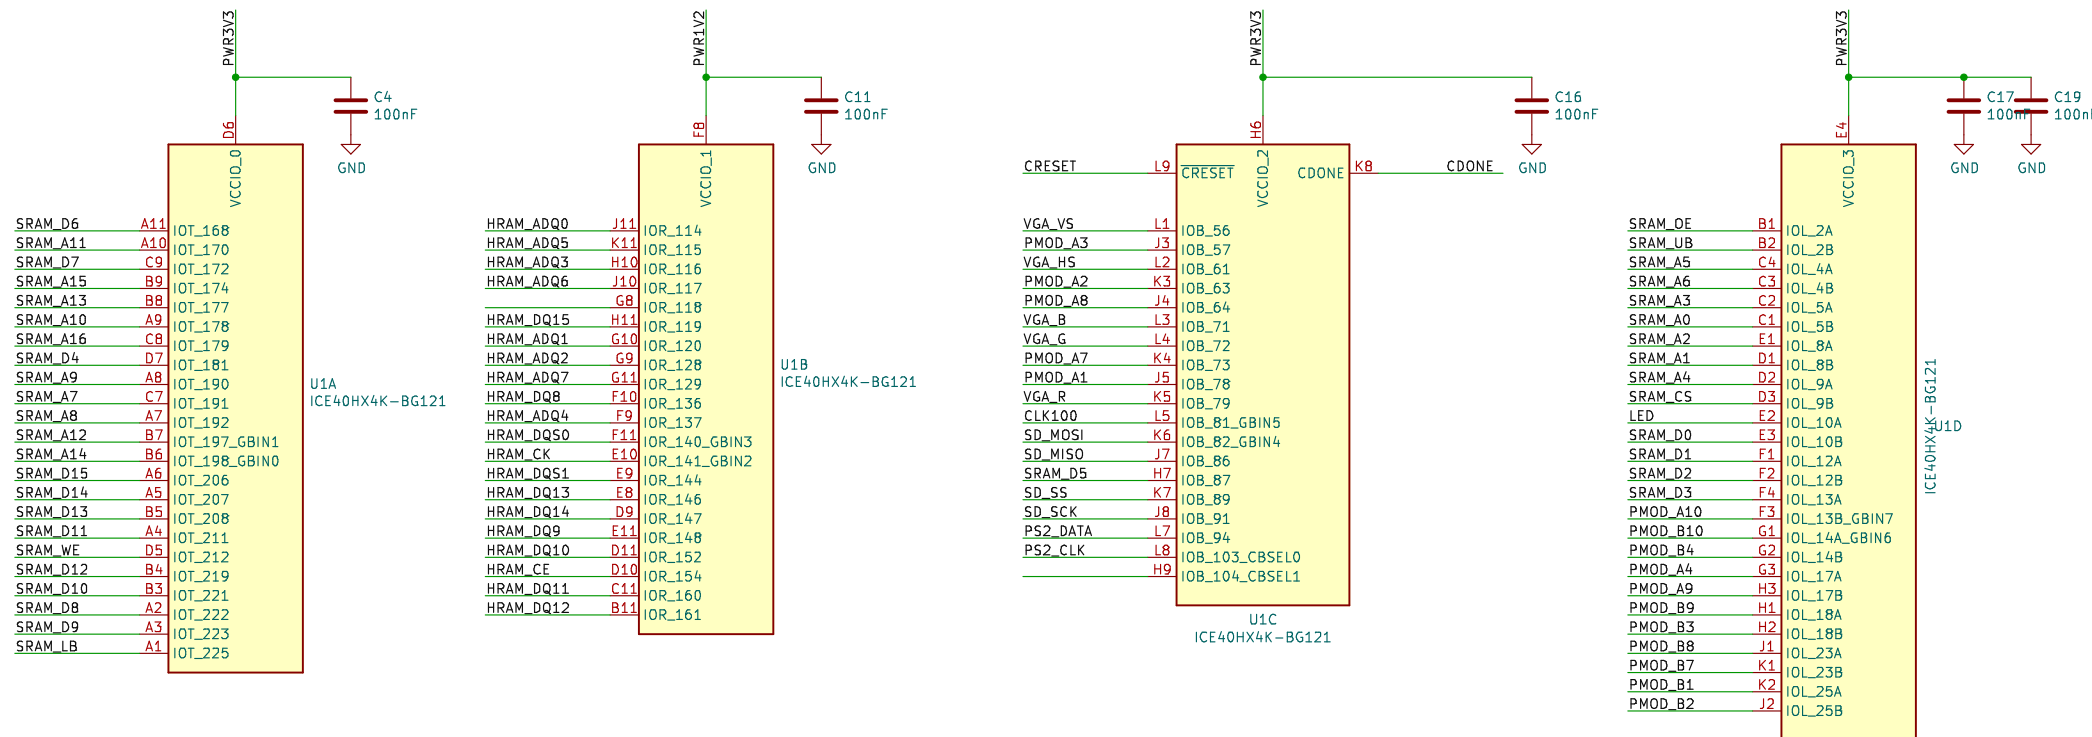 PWR3V3
C4
100nF
GND
D6
VCCIO_0
SRAM_D6 A11 IOT_168
SRAM_A11 A10 IOT_170
SRAM_D7 C9 IOT_172
SRAM_A15 B9 IOT_174
SRAM_A13 B8 IOT_177
SRAM_A10 A9 IOT_178
SRAM_A16 C8 IOT_179
SRAM_D4 D7 IOT_181
SRAM_A9 A8 IOT_190
SRAM_A7 C7 IOT_191
SRAM_A8 A7 IOT_192
SRAM_A12 B7 IOT_197_GBIN1
SRAM_A14 B6 IOT_198_GBIN0
SRAM_D15 A6 IOT_206
SRAM_D14 A5 IOT_207
SRAM_D13 B5 IOT_208
SRAM_D11 A4 IOT_211
SRAM_WE D5 IOT_212
SRAM_D12 B4 IOT_219
SRAM_D10 B3 IOT_221
SRAM_D8 A2 IOT_222
SRAM_D9 A3 IOT_223
SRAM_LB A1 IOT_225
U1A
ICE40HX4K-BG121
PWR1V2
C11
100nF
GND
F8
VCCIO_1
HRAM_ADQ0 J11 IOR_114
HRAM_ADQ5 K11 IOR_115
HRAM_ADQ3 H10 IOR_116
HRAM_ADQ6 J10 IOR_117
G8 IOR_118
HRAM_DQ15 H11 IOR_119
HRAM_ADQ1 G10 IOR_120
HRAM_ADQ2 G9 IOR_128
HRAM_ADQ7 G11 IOR_129
HRAM_DQ8 F10 IOR_136
HRAM_ADQ4 F9 IOR_137
HRAM_DQS0 F11 IOR_140_GBIN3
HRAM_CK E10 IOR_141_GBIN2
HRAM_DQS1 E9 IOR_144
HRAM_DQ13 E8 IOR_146
HRAM_DQ14 D9 IOR_147
HRAM_DQ9 E11 IOR_148
HRAM_DQ10 D11 IOR_152
HRAM_CE D10 IOR_154
HRAM_DQ11 C11 IOR_160
HRAM_DQ12 B11 IOR_161
U1B
ICE40HX4K-BG121
PWR3V3
C16
100nF
GND
H6
VCCIO_2
CRESET L9 CRESET CDONE K8 CDONE
VGA_VS L1 IOB_56
PMOD_A3 J3 IOB_57
VGA_HS L2 IOB_61
PMOD_A2 K3 IOB_63
PMOD_A8 J4 IOB_64
VGA_B L3 IOB_71
VGA_G L4 IOB_72
PMOD_A7 K4 IOB_73
PMOD_A1 J5 IOB_78
VGA_R K5 IOB_79
CLK100 L5 IOB_81_GBIN5
SD_MOSI K6 IOB_82_GBIN4
SD_MISO J7 IOB_86
SRAM_D5 H7 IOB_87
SD_SS K7 IOB_89
SD_SCK J8 IOB_91
PS2_DATA L7 IOB_94
PS2_CLK L8 IOB_103_CBSEL0
H9 IOB_104_CBSEL1
U1C
ICE40HX4K-BG121
PWR3V3
C17
100nF
GND
C19
100n
GND
E4
VCCIO_3
SRAM_OE B1 IOL_2A
SRAM_UB B2 IOL_2B
SRAM_A5 C4 IOL_4A
SRAM_A6 C3 IOL_4B
SRAM_A3 C2 IOL_5A
SRAM_A0 C1 IOL_5B
SRAM_A2 E1 IOL_8A
SRAM_A1 D1 IOL_8B
SRAM_A4 D2 IOL_9A
SRAM_CS D3 IOL_9B
LED E2 IOL_10A
SRAM_D0 E3 IOL_10B
SRAM_D1 F1 IOL_12A
SRAM_D2 F2 IOL_12B
SRAM_D3 F4 IOL_13A
PMOD_A10 F3 IOL_13B_GBIN7
PMOD_B10 G1 IOL_14A_GBIN6
PMOD_B4 G2 IOL_14B
PMOD_A4 G3 IOL_17A
PMOD_A9 H3 IOL_17B
PMOD_B9 H1 IOL_18A
PMOD_B3 H2 IOL_18B
PMOD_B8 J1 IOL_23A
PMOD_B7 K1 IOL_23B
PMOD_B1 K2 IOL_25A
PMOD_B2 J2 IOL_25B
U1D
ICE40HX4K-BG121